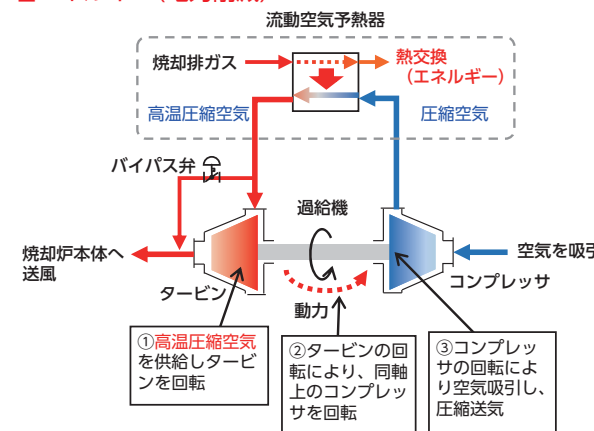 流動空気予熱器
焼却排ガス
熱交換
（エネルギー）
高温圧縮空気
圧縮空気
バイパス弁
過給機
焼却炉本体へ
送風
空気を吸引
タービン
コンプレッサ
動力
①高温圧縮空気
を供給しタービ
ンを回転
②タービンの回
転により、同軸
上のコンプレッ
サを回転
③コンプレッ
サの回転によ
り空気吸引し、
圧縮送気